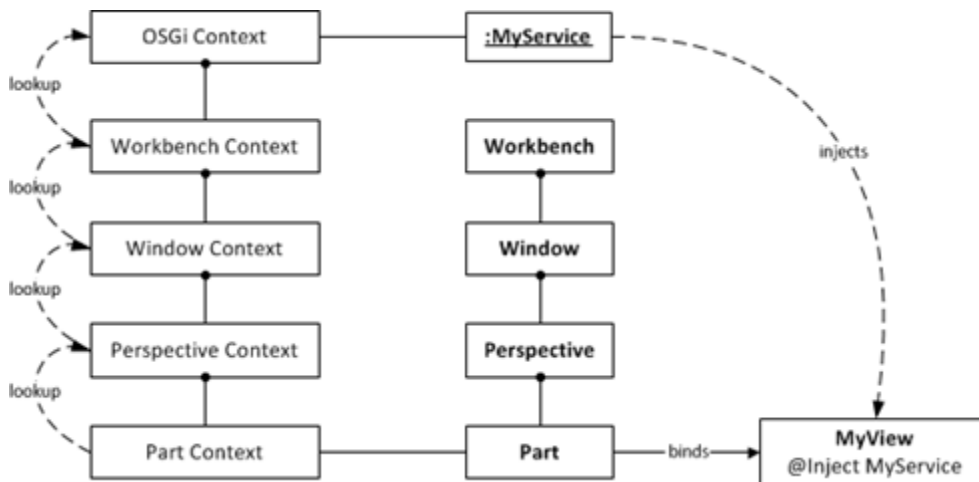 OSGi Context
:MyService
lookup
Workbench Context
Workbench
injects
lookup
Window Context
Window
lookup
Perspective Context
Perspective
lookup
Part Context
Part
binds
MyView
@Inject MyService